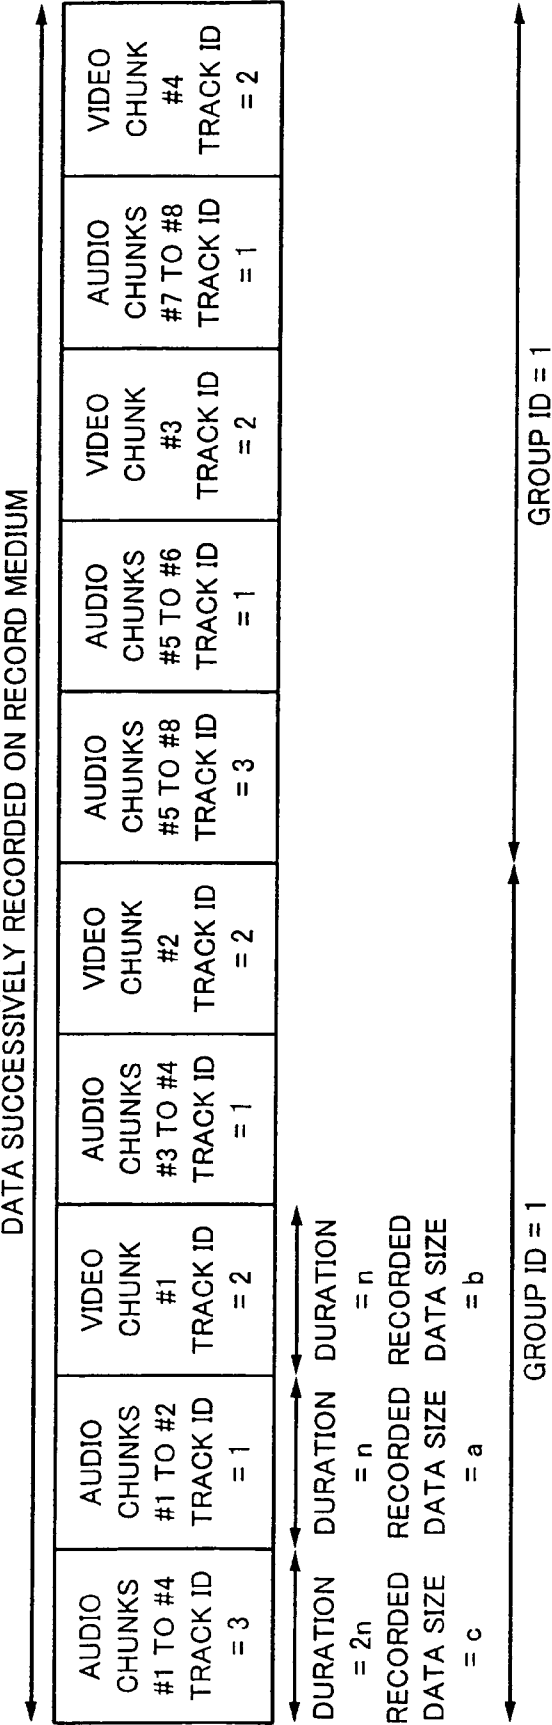 DATA SUCCESSIVELY RECORDED ON RECORD MEDIUM
AUDIO
CHUNKS
#1 TO #4
TRACK ID
= 3
AUDIO
CHUNKS
#1 TO #2
TRACK ID
= 1
VIDEO
CHUNK
#1
TRACK ID
= 2
AUDIO
CHUNKS
#3 TO #4
TRACK ID
= 1
VIDEO
CHUNK
#2
TRACK ID
= 2
AUDIO
CHUNKS
#5 TO #8
TRACK ID
= 3
AUDIO
CHUNKS
#5 TO #6
TRACK ID
= 1
VIDEO
CHUNK
#3
TRACK ID
= 2
AUDIO
CHUNKS
#7 TO #8
TRACK ID
= 1
VIDEO
CHUNK
#4
TRACK ID
= 2
DURATION
= 2n
RECORDED
DATA SIZE
= c
DURATION
= n
RECORDED
DATA SIZE
= a
DURATION
= n
RECORDED
DATA SIZE
= b
GROUP ID = 1
GROUP ID = 1